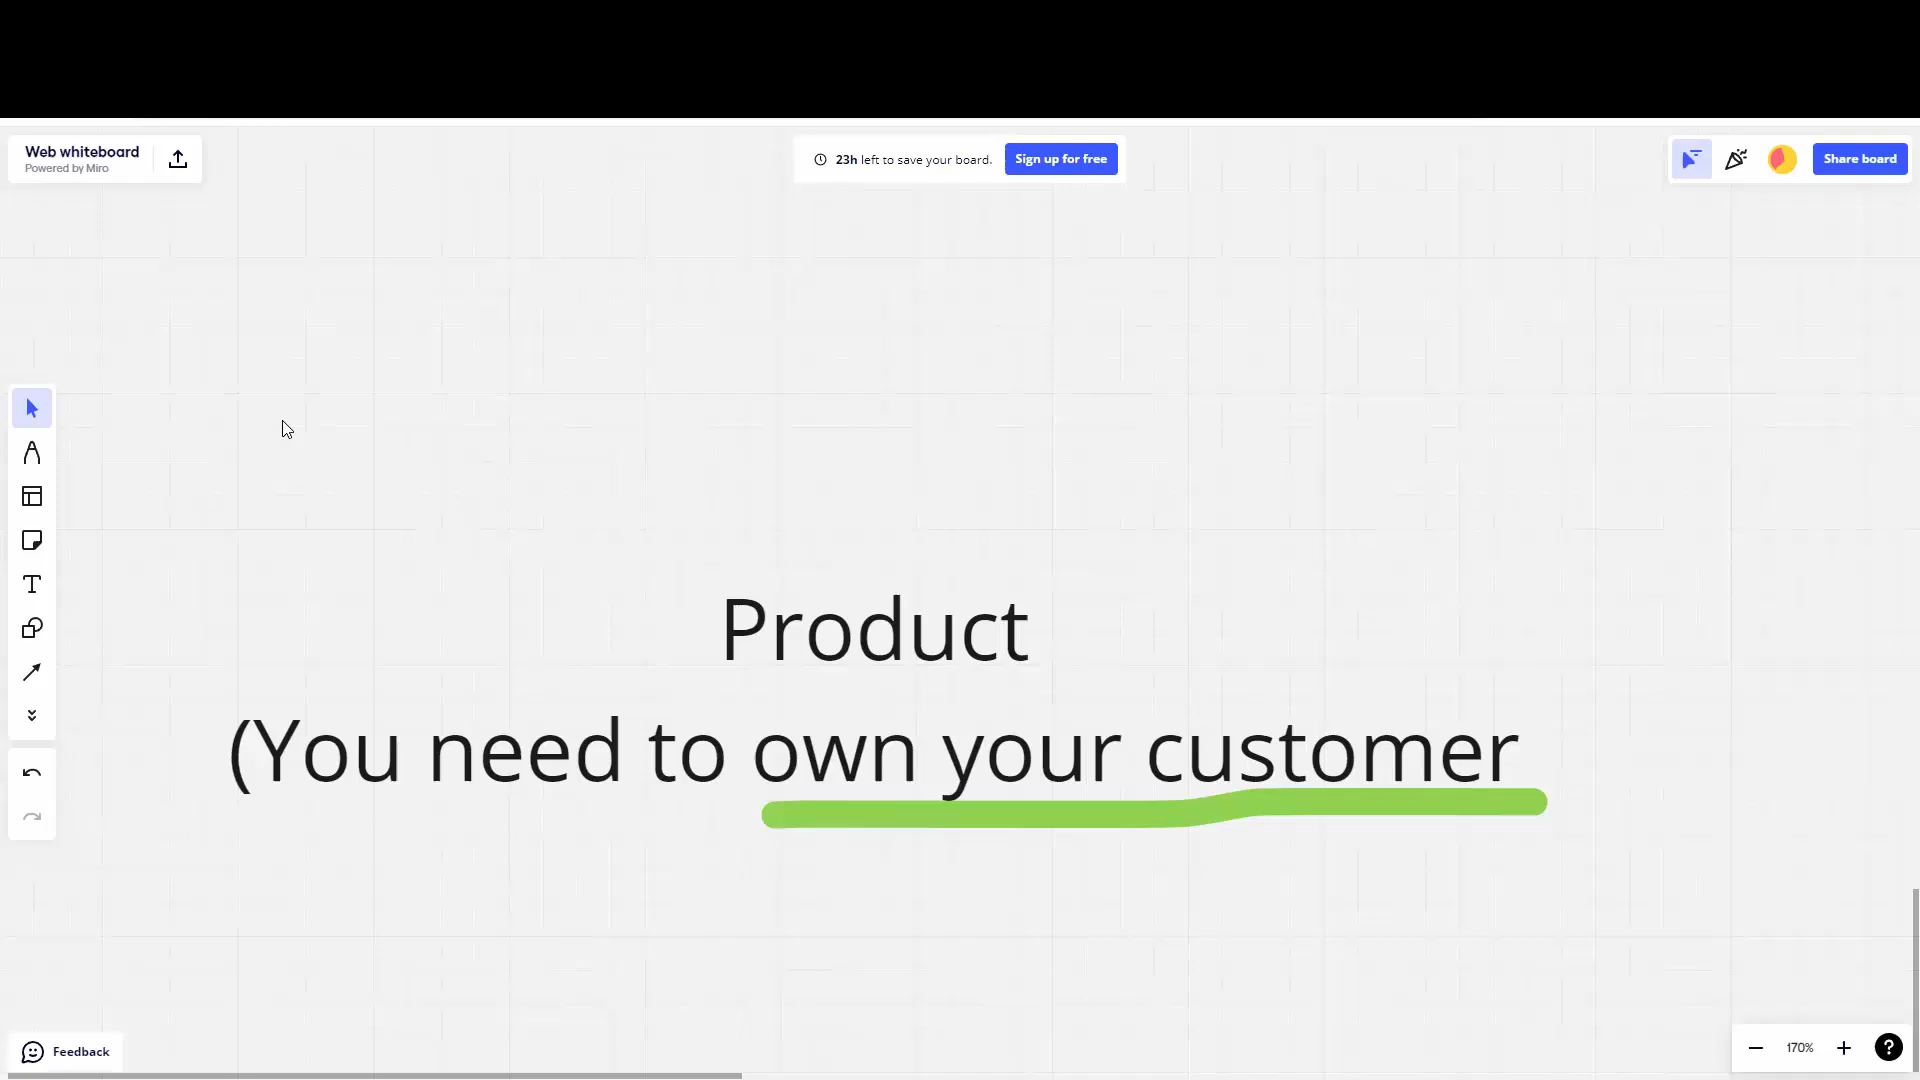 Web whiteboard
Powered by Miro
23h left to save your board.
Sign up for free
Share board
Product
(You need to own your customer
Feedback
170%